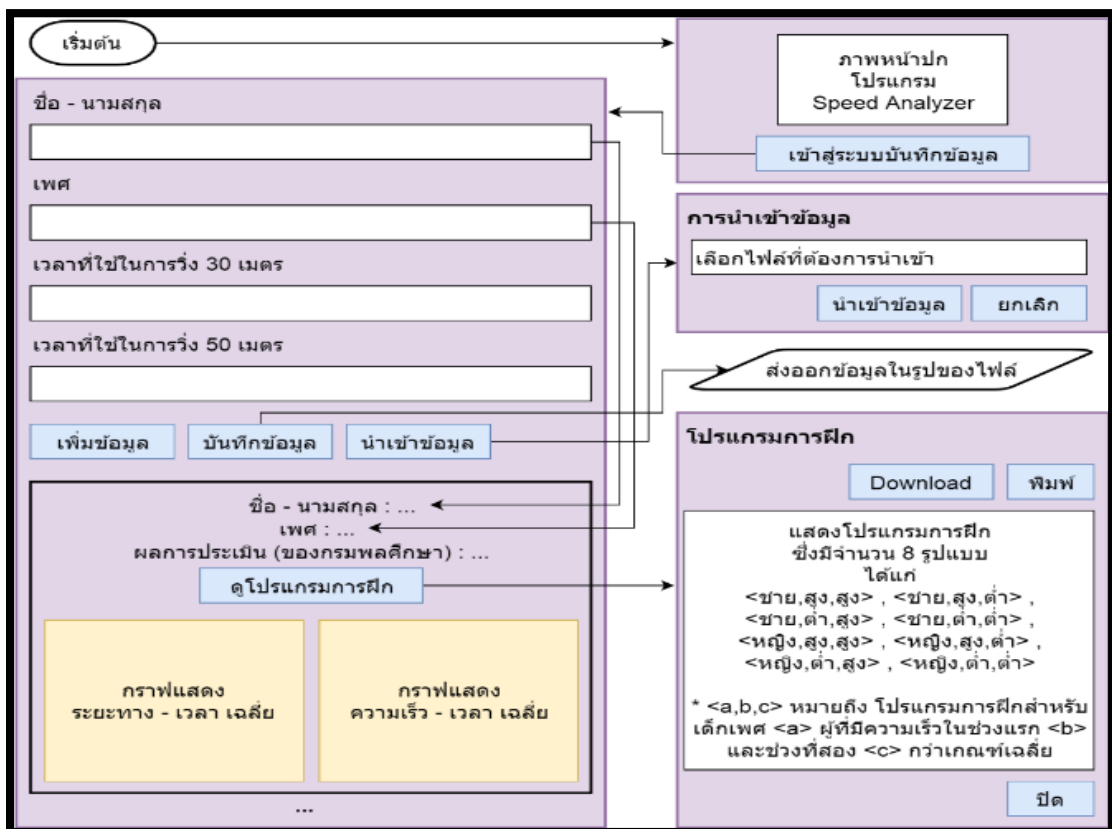 เริ่มต้น
ภาพหน้าปก
โปรแกรม
Speed Analyzer
เข้าสู่ระบบบันทึกข้อมูล
ชื่อ - นามสกุล
เพศ
เวลาที่ใช้ในการวิ่ง 30 เมตร
เวลาที่ใช้ในการวิ่ง 50 เมตร
เพิ่มข้อมูล
บันทึกข้อมูล
นำเข้าข้อมูล
ชื่อ - นามสกุล : ...
เพศ : ...
ผลการประเมิน (ของกรมพลศึกษา) : ...
ดูโปรแกรมการฝึก
กราฟแสดง
ระยะทาง - เวลา เฉลี่ย
กราฟแสดง
ความเร็ว - เวลา เฉลี่ย
...
การนำเข้าข้อมูล
เลือกไฟล์ที่ต้องการนำเข้า
นำเข้าข้อมูล
ยกเลิก
ส่งออกข้อมูลในรูปของไฟล์
โปรแกรมการฝึก
Download
พิมพ์
แสดงโปรแกรมการฝึก
ซึ่งมีจำนวน 8 รูปแบบ
ได้แก่
<ชาย,สูง,สูง> , <ชาย,สูง,ต่ำ> ,
<ชาย,ต่ำ,สูง> , <ชาย,ต่ำ,ต่ำ> ,
<หญิง,สูง,สูง> , <หญิง,สูง,ต่ำ> ,
<หญิง,ต่ำ,สูง> , <หญิง,ต่ำ,ต่ำ>
* <a,b,c> หมายถึง โปรแกรมการฝึกสำหรับ
เด็กเพศ <a> ผู้ที่มีความเร็วในช่วงแรก <b>
และช่วงที่สอง <c> กว่าเกณฑ์เฉลี่ย
ปิด